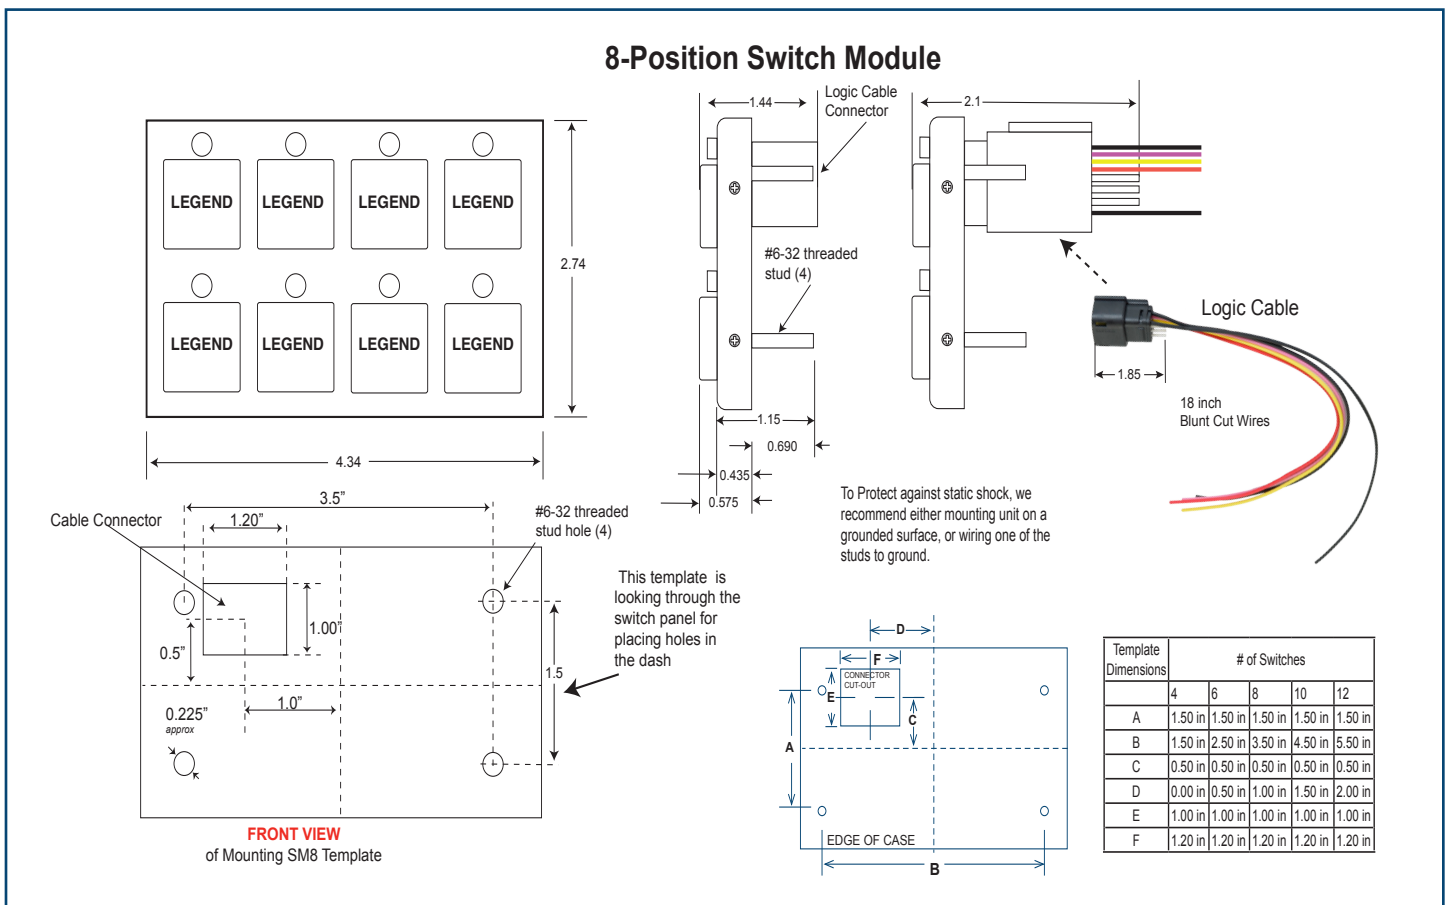 8-Position Switch Module
LEGEND LEGEND LEGEND LEGEND
LEGEND LEGEND LEGEND LEGEND
2.74
4.34
1.44
Logic Cable
Connector
#6-32 threaded
stud (4)
1.15
0.690
0.435
0.575
2.1
Logic Cable
1.85
18 inch
Blunt Cut Wires
To Protect against static shock, we
recommend either mounting unit on a
grounded surface, or wiring one of the
studs to ground.
3.5”
Cable Connector
1.20”
#6-32 threaded
stud hole (4)
1.00”
0.5”
1.0”
1.5
0.225”
approx
This template is
looking through the
switch panel for
placing holes in
the dash
FRONT VIEW
of Mounting SM8 Template
D
F
CONNECTOR
CUT-OUT
E
C
A
EDGE OF CASE
B
Template
Dimensions
# of Switches
4 6 8 10 12
A 1.50 in 1.50 in 1.50 in 1.50 in 1.50 in
B 1.50 in 2.50 in 3.50 in 4.50 in 5.50 in
C 0.50 in 0.50 in 0.50 in 0.50 in 0.50 in
D 0.00 in 0.50 in 1.00 in 1.50 in 2.00 in
E 1.00 in 1.00 in 1.00 in 1.00 in 1.00 in
F 1.20 in 1.20 in 1.20 in 1.20 in 1.20 in